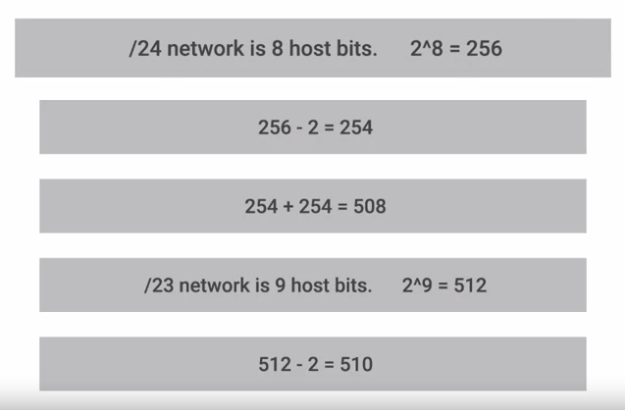 /24 network is 8 host bits. 2^8 = 256
256 - 2 = 254
254 + 254 = 508
/23 network is 9 host bits. 2^9 = 512
512 - 2 = 510